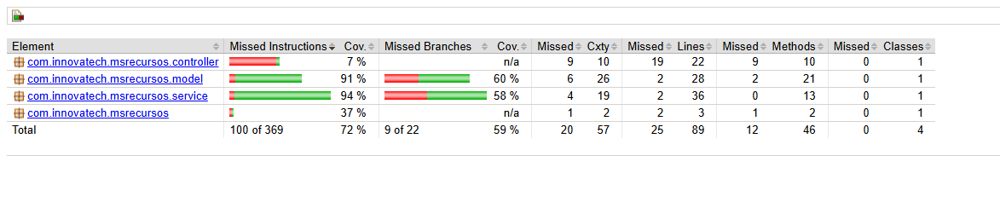 Element Missed Instructions Cov. Missed Branches Cov. Missed Cxty Missed Lines Missed Methods Missed Classes
com.innovatech.msrecursos.controller 7 % n/a 9 10 19 22 9 10 0 1
com.innovatech.msrecursos.model 91 % 60 % 6 26 2 28 2 21 0 1
com.innovatech.msrecursos.service 94 % 58 % 4 19 2 36 0 13 0 1
com.innovatech.msrecursos 37 % n/a 1 2 2 3 1 2 0 1
Total 100 of 369 72 % 9 of 22 59 % 20 57 25 89 12 46 0 4